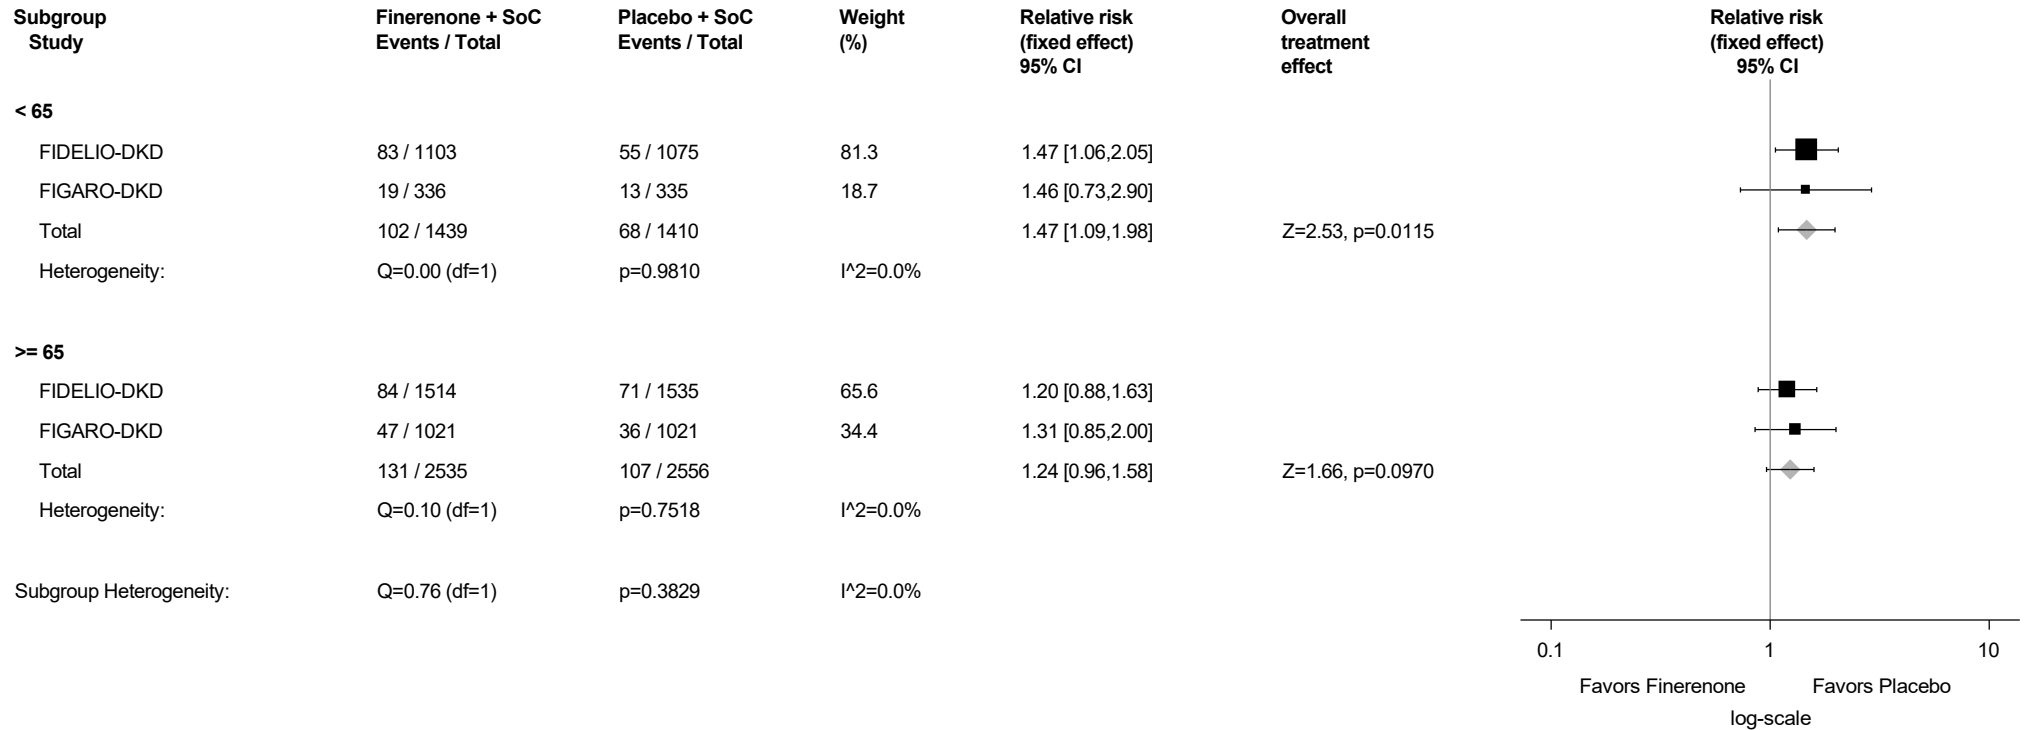 Subgroup Finerenone + SoC Placebo + SoC Weight Relative risk Overall Relative risk
Study Events / Total Events / Total (%) (fixed effect) treatment (fixed effect)
95% CI effect 95% CI
< 65
FIDELIO-DKD 83 / 1103 55 / 1075 81.3 1.47 [1.06,2.05]
FIGARO-DKD 19 / 336 13 / 335 18.7 1.46 [0.73,2.90]
Total 102 / 1439 68 / 1410 1.47 [1.09,1.98] Z=2.53, p=0.0115
Heterogeneity: Q=0.00 (df=1) p=0.9810 I^2=0.0%
>= 65
FIDELIO-DKD 84 / 1514 71 / 1535 65.6 1.20 [0.88,1.63]
FIGARO-DKD 47 / 1021 36 / 1021 34.4 1.31 [0.85,2.00]
Total 131 / 2535 107 / 2556 1.24 [0.96,1.58] Z=1.66, p=0.0970
Heterogeneity: Q=0.10 (df=1) p=0.7518 I^2=0.0%
Subgroup Heterogeneity: Q=0.76 (df=1) p=0.3829 I^2=0.0%
0.1 1 10
Favors Finerenone Favors Placebo
log-scale